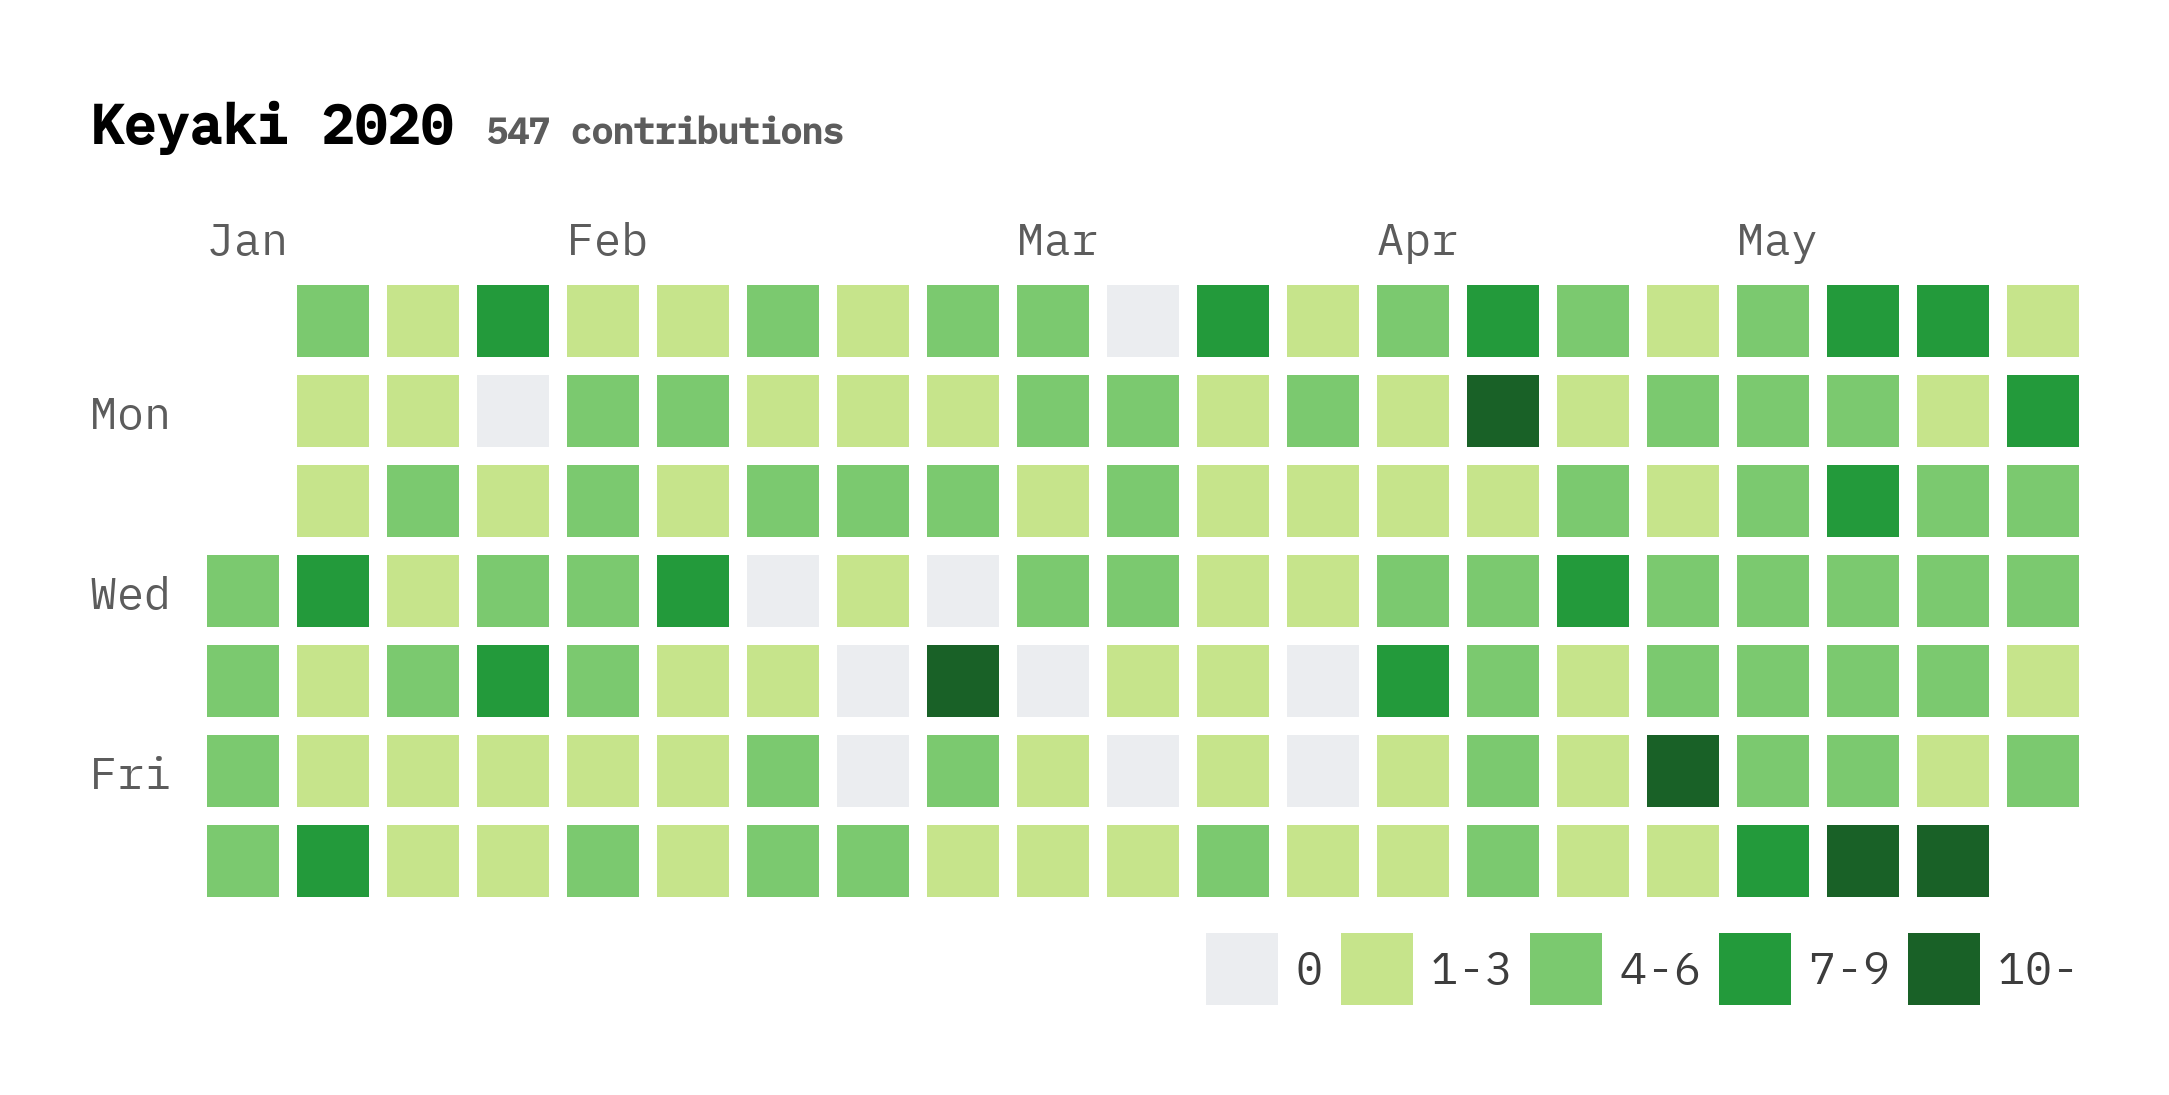 Keyaki 2020 547 contributions
Jan Feb Mar Apr May
Mon
Wed
Fri
0 1-3 4-6 7-9 10-